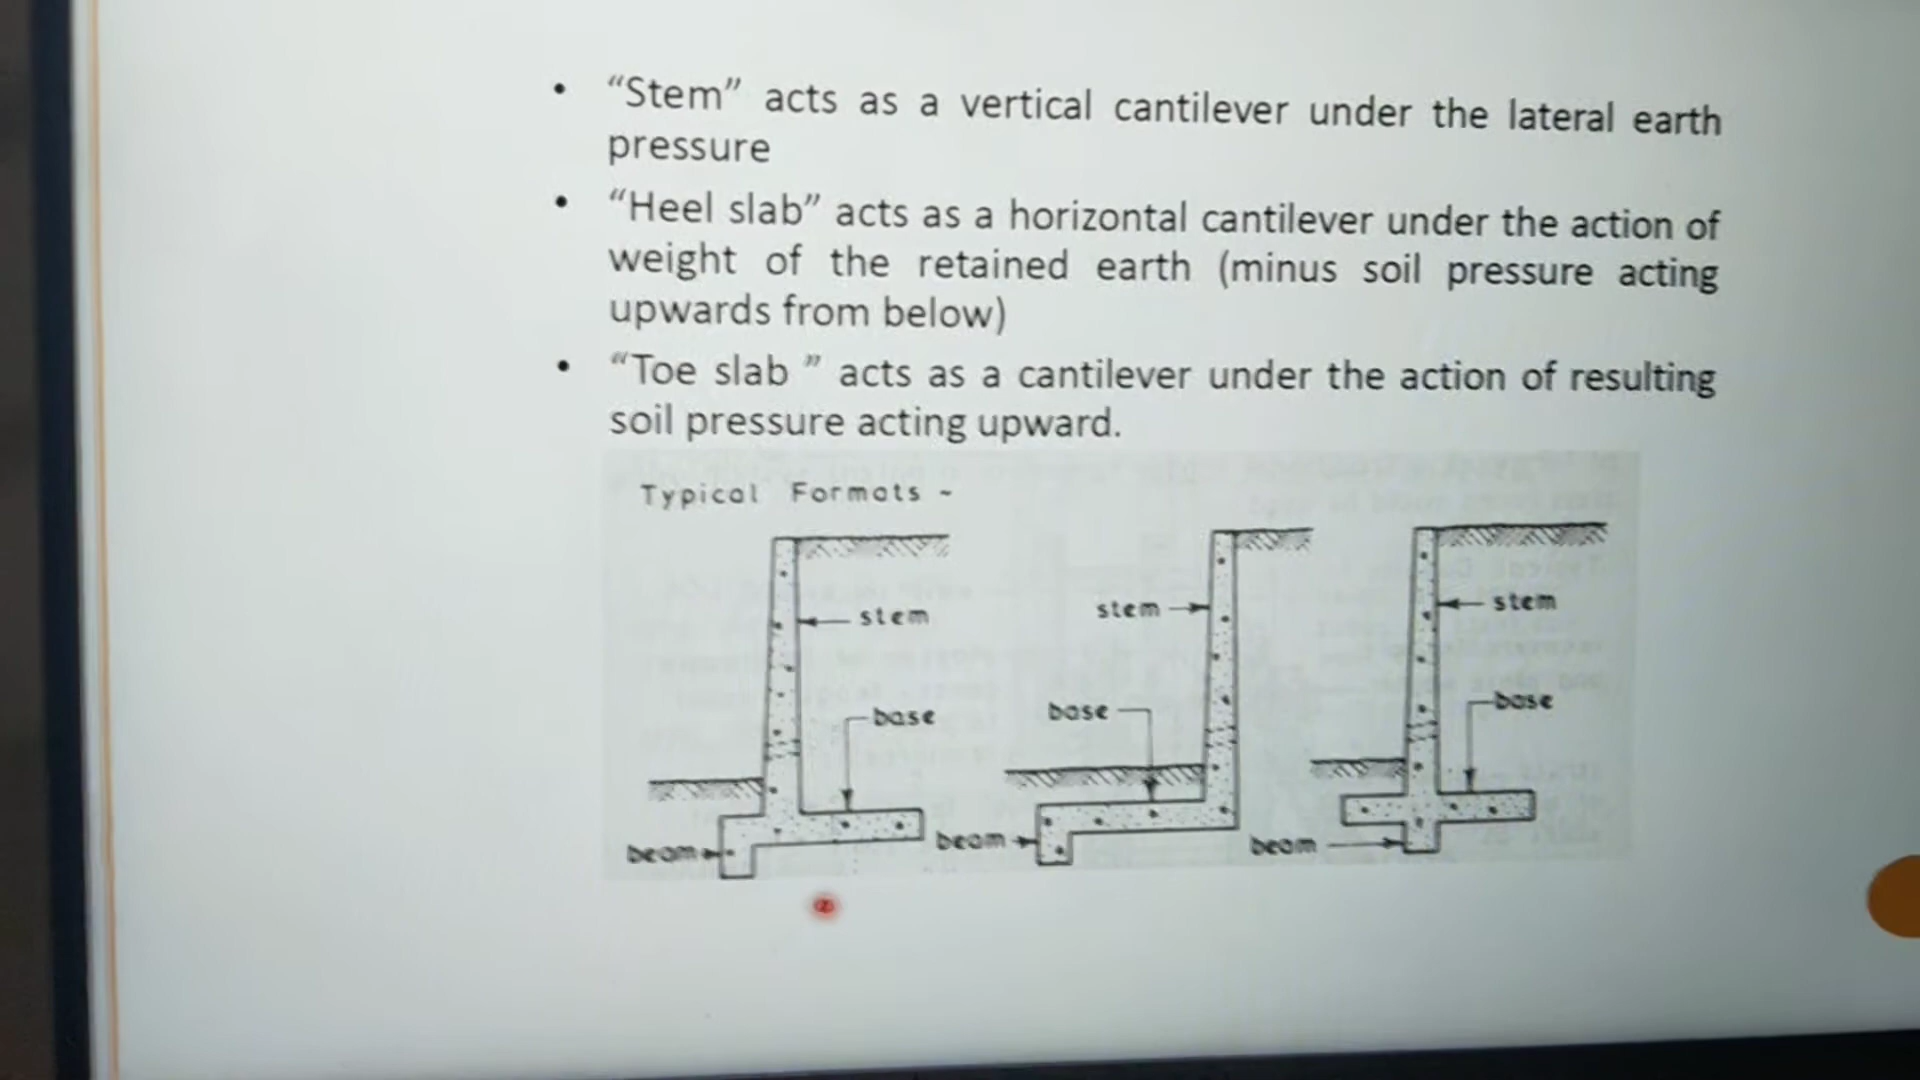 • “Stem” acts as a vertical cantilever under the lateral earth
pressure
• “Heel slab” acts as a horizontal cantilever under the action of
weight of the retained earth (minus soil pressure acting
upwards from below)
• “Toe slab ” acts as a cantilever under the action of resulting
soil pressure acting upward.
Typical Formats -
stem
base
beam
stem
base
beam
stem
base
beam